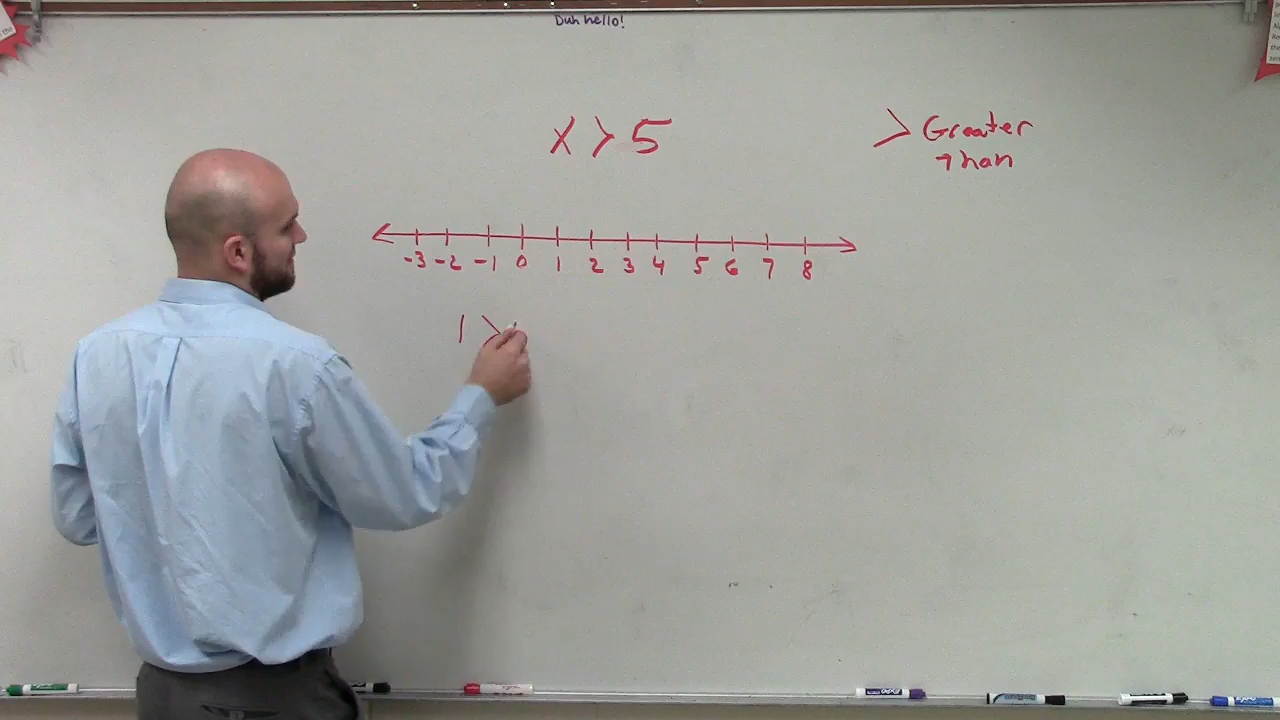 Duh hello!
x > 5
> Greater
than
-3 -2 -1 0 1 2 3 4 5 6 7 8
1 >